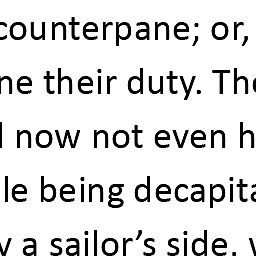 counterpane; or,
ne their duty. The
now not even h
le being decapita
a sailor's side.